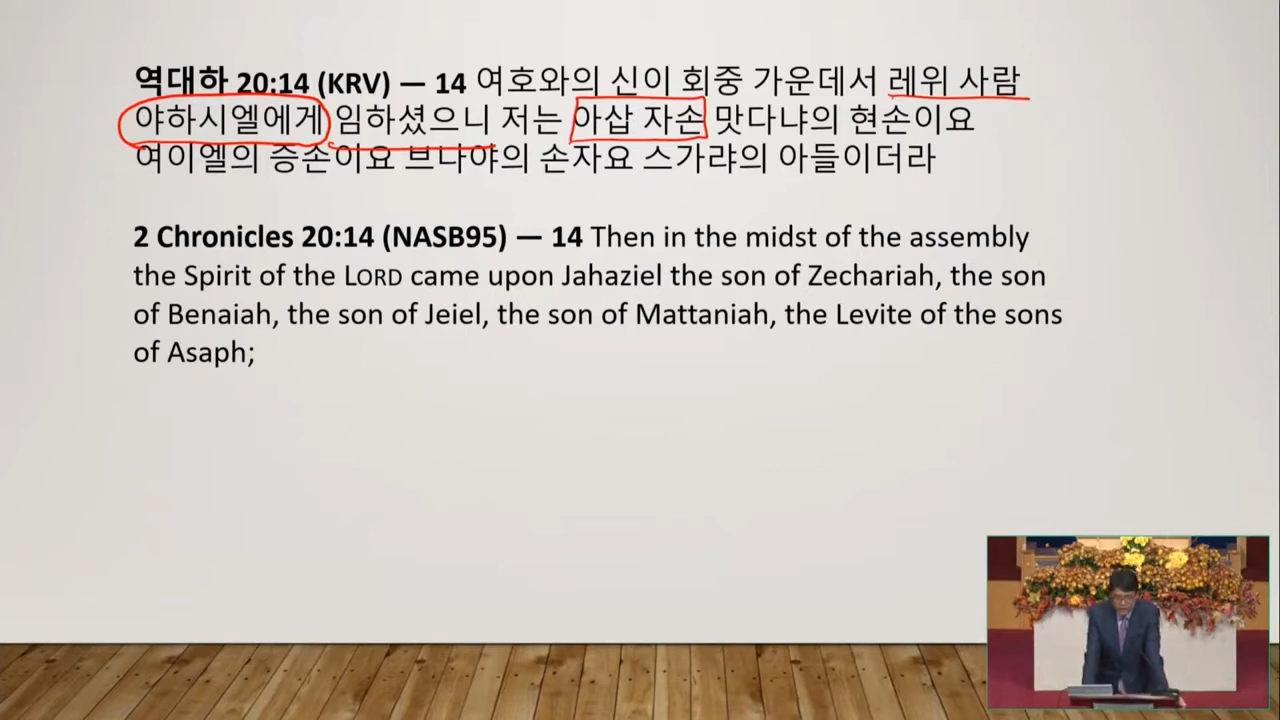 역대하 20:14 (KRV) — 14 여호와의 신이 회중 가운데서 레위 사람
야하시엘에게 임하셨으니 저는 아삽 자손 맛다냐의 현손이요
여이엘의 증손이요 브나야의 손자요 스가랴의 아들이더라
2 Chronicles 20:14 (NASB95) — 14 Then in the midst of the assembly
the Spirit of the LORD came upon Jahaziel the son of Zechariah, the son
of Benaiah, the son of Jeiel, the son of Mattaniah, the Levite of the sons
of Asaph;